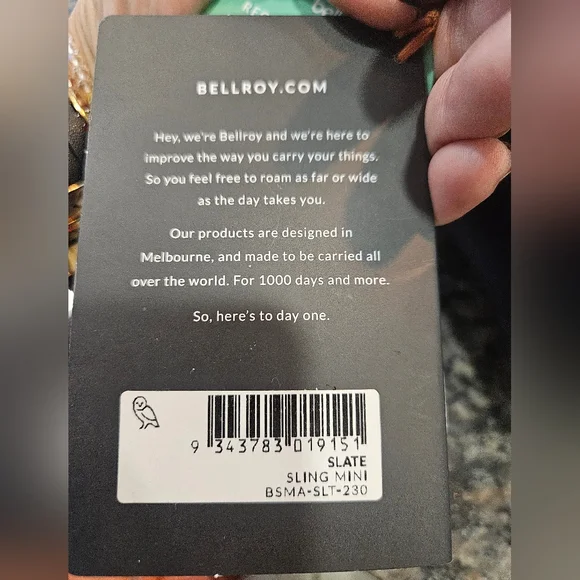 BELLROY.COM
Hey, we're Bellroy and we're here to
improve the way you carry your things.
So you feel free to roam as far or wide
as the day takes you.
Our products are designed in
Melbourne, and made to be carried all
over the world. For 1000 days and more.
So, here's to day one.
9 343783 019151
SLATE
SLING MINI
BSMA-SLT-230